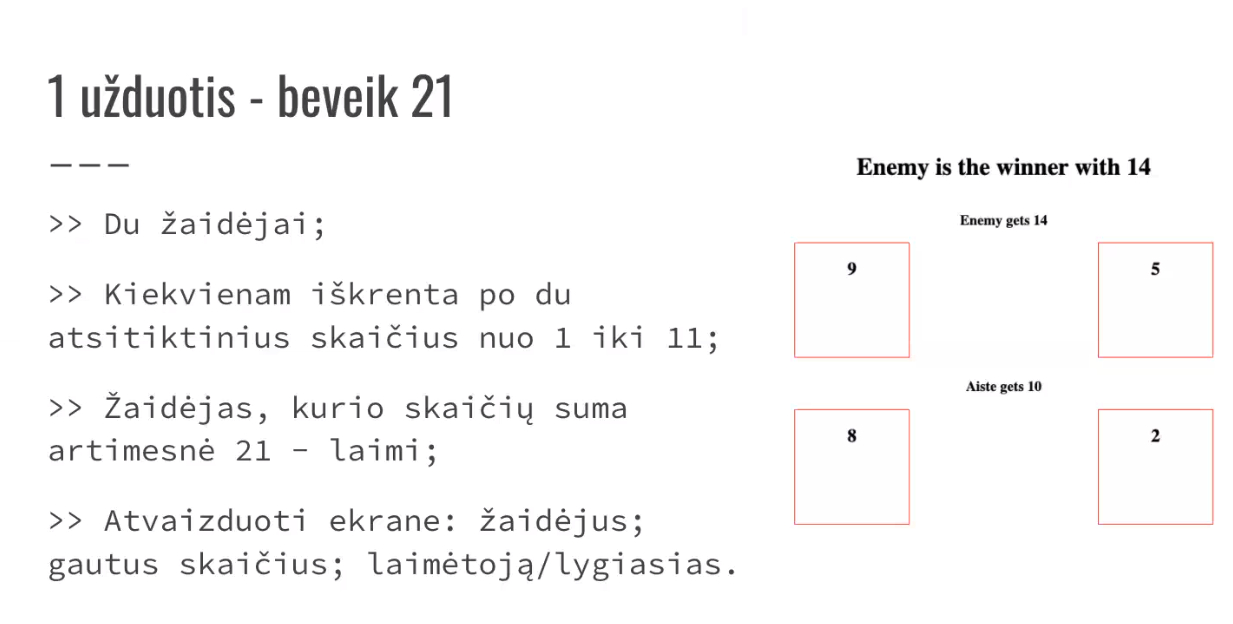 1 užduotis - beveik 21
---
>> Du žaidėjai;
>> Kiekvienam iškrenta po du
atsitiktinius skaičius nuo 1 iki 11;
>> Žaidėjas, kurio skaičių suma
artimesnė 21 - laimi;
>> Atvaizduoti ekrane: žaidėjus;
gautus skaičius; laimėtoją/lygiasias.
Enemy is the winner with 14
Enemy gets 14
9 5
Aiste gets 10
8 2